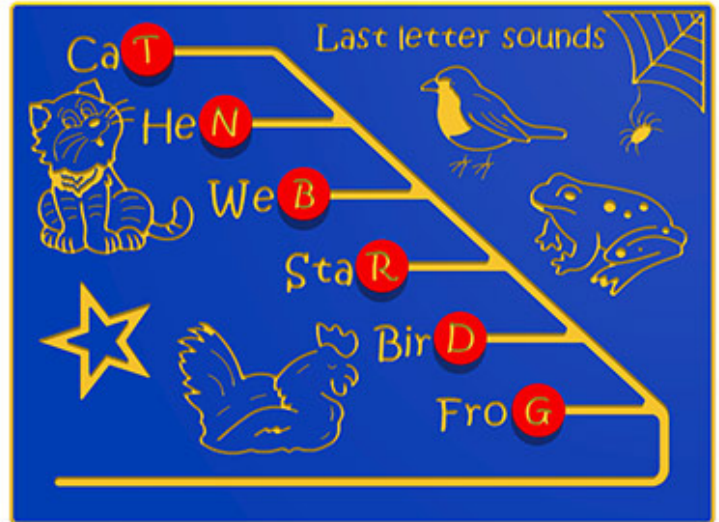 Last letter sounds
CaT
HeN
WeB
StaR
BirD
FroG